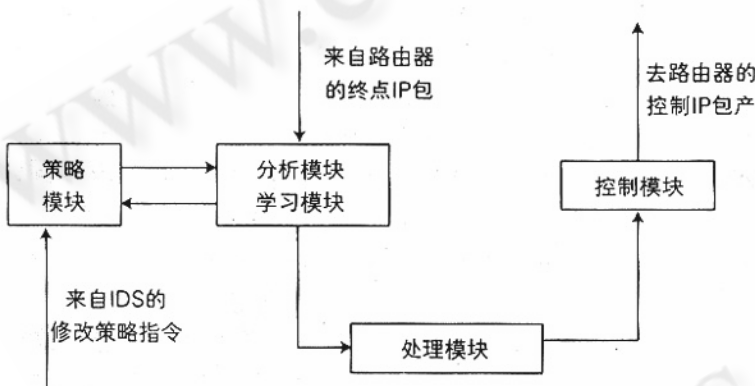 来自路由器
的终点IP包
去路由器的
控制IP包产
策略
模块
分析模块
学习模块
控制模块
来自IDS的
修改策略指令
处理模块